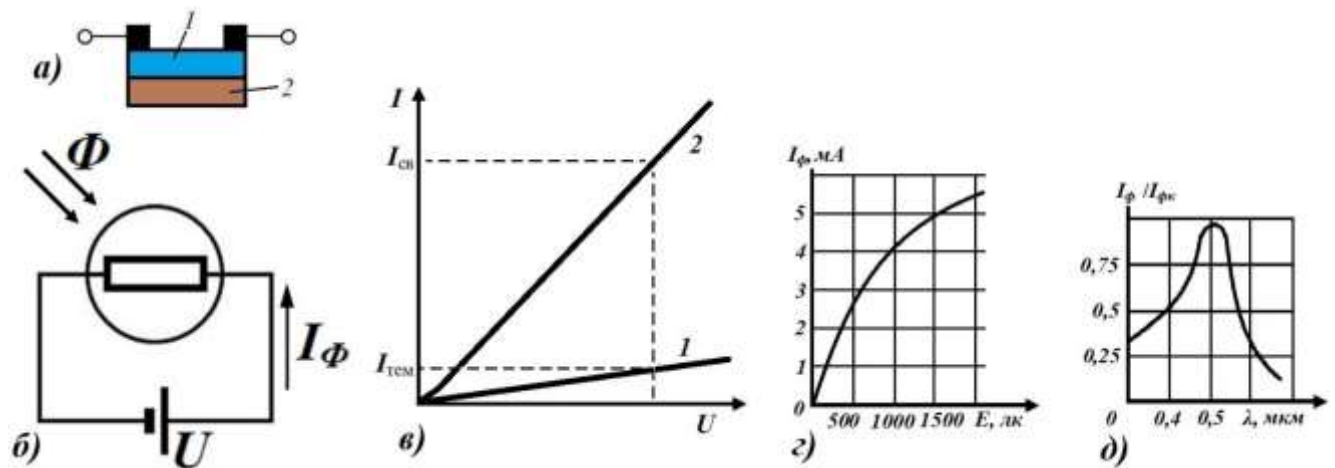 а)
1
2
Ф
I_Ф
U
б)
I
I_св
I_тем
2
1
U
в)
I_ф, мА
5
4
3
2
1
0
500 1000 1500 E, лк
г)
I_ф /I_фк
0,75
0,5
0,25
0 0,4 0,5 λ, мкм
д)